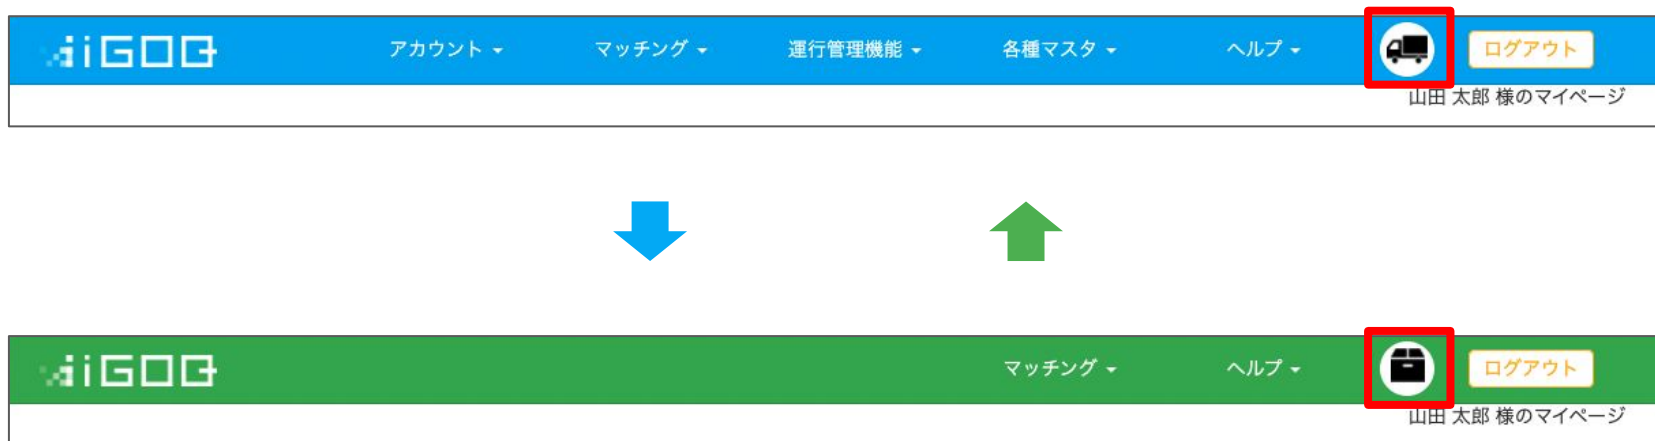 アカウント マッチング 運行管理機能 各種マスタ ヘルプ ログアウト
山田 太郎 様のマイページ
マッチング ヘルプ ログアウト
山田 太郎 様のマイページ